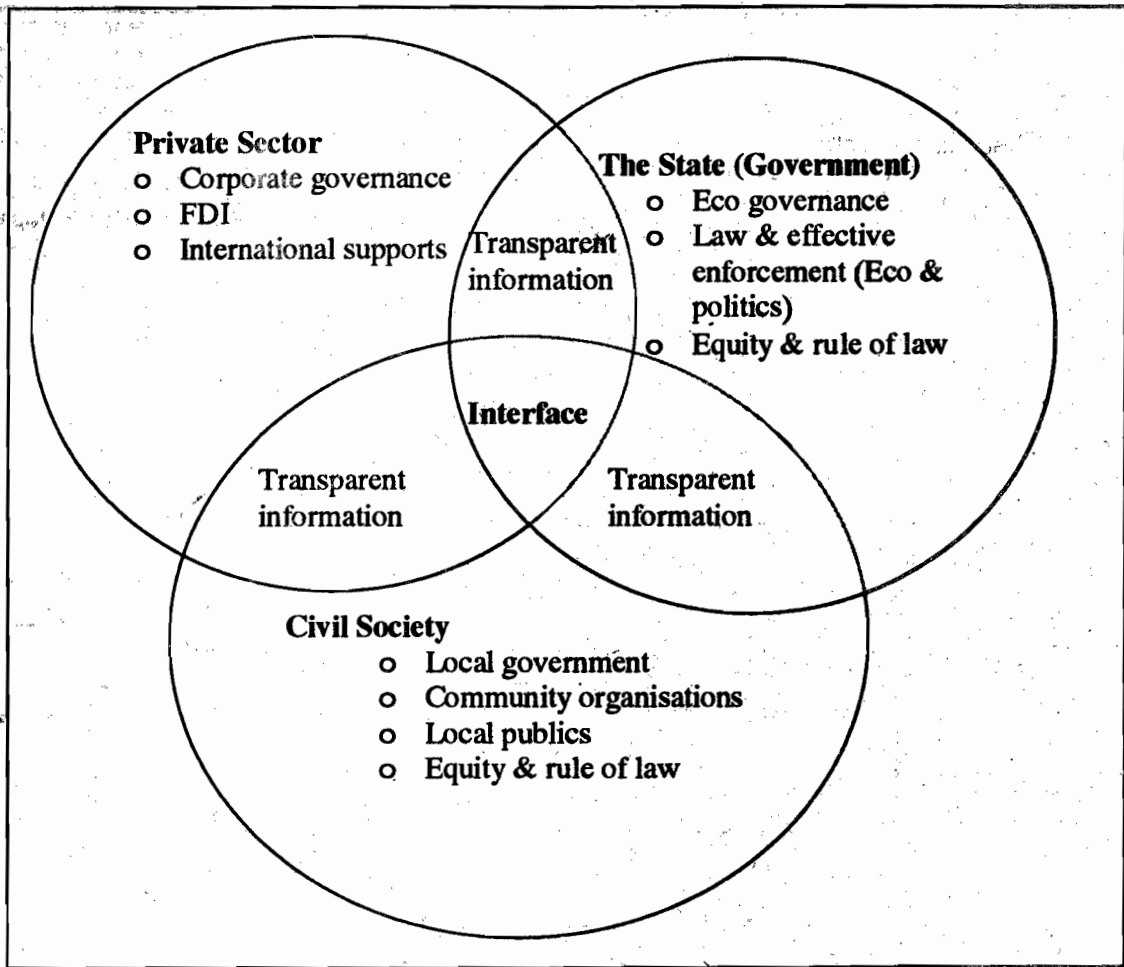 Private Sector
o Corporate governance
o FDI
o International supports
The State (Government)
o Eco governance
o Law & effective
enforcement (Eco &
politics)
o Equity & rule of law
Transparent
information
Interface
Transparent
information
Transparent
information
Civil Society
o Local government
o Community organisations
o Local publics
o Equity & rule of law